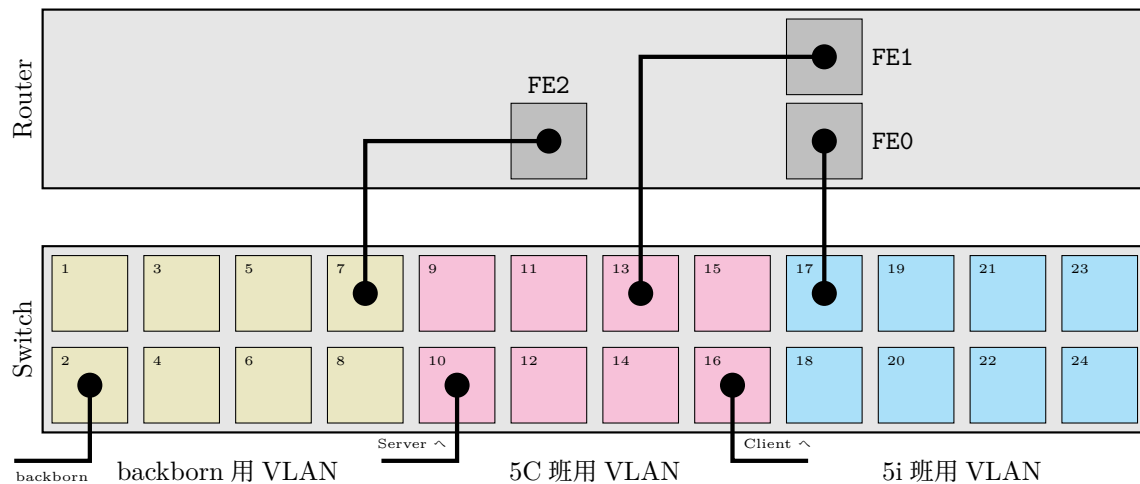 Router
FE1
FE2
FE0
Switch
1 3 5 7 9 11 13 15 17 19 21 23
2 4 6 8 10 12 14 16 18 20 22 24
Server へ
Client へ
backborn
backborn 用 VLAN
5C 班用 VLAN
5i 班用 VLAN